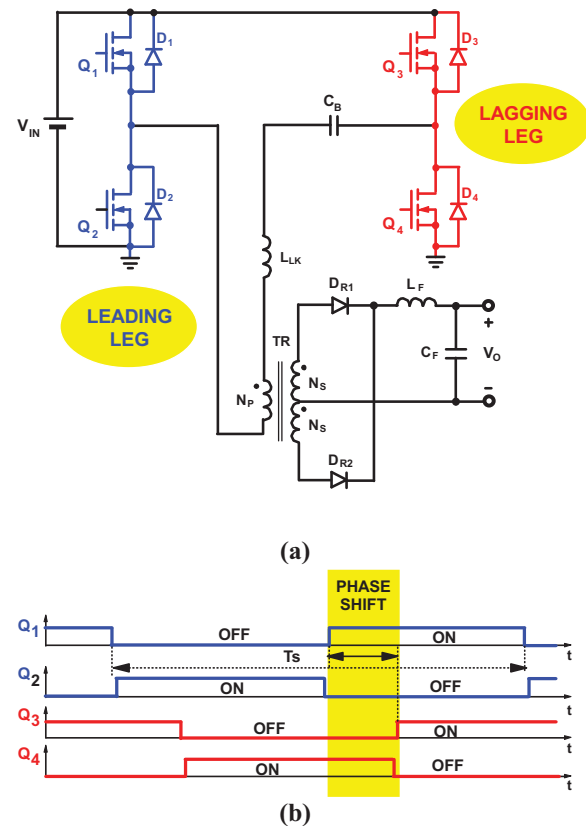 Q1
D1
VIN
Q2
D2
LEADING
LEG
CB
LLK
Q3
D3
LAGGING
LEG
Q4
D4
DR1
LF
TR
NP
NS
NS
CF
+
VO
−
DR2
(a)
PHASE
SHIFT
Q1
OFF
ON
t
Ts
Q2
ON
OFF
t
Q3
OFF
ON
t
Q4
ON
OFF
t
(b)